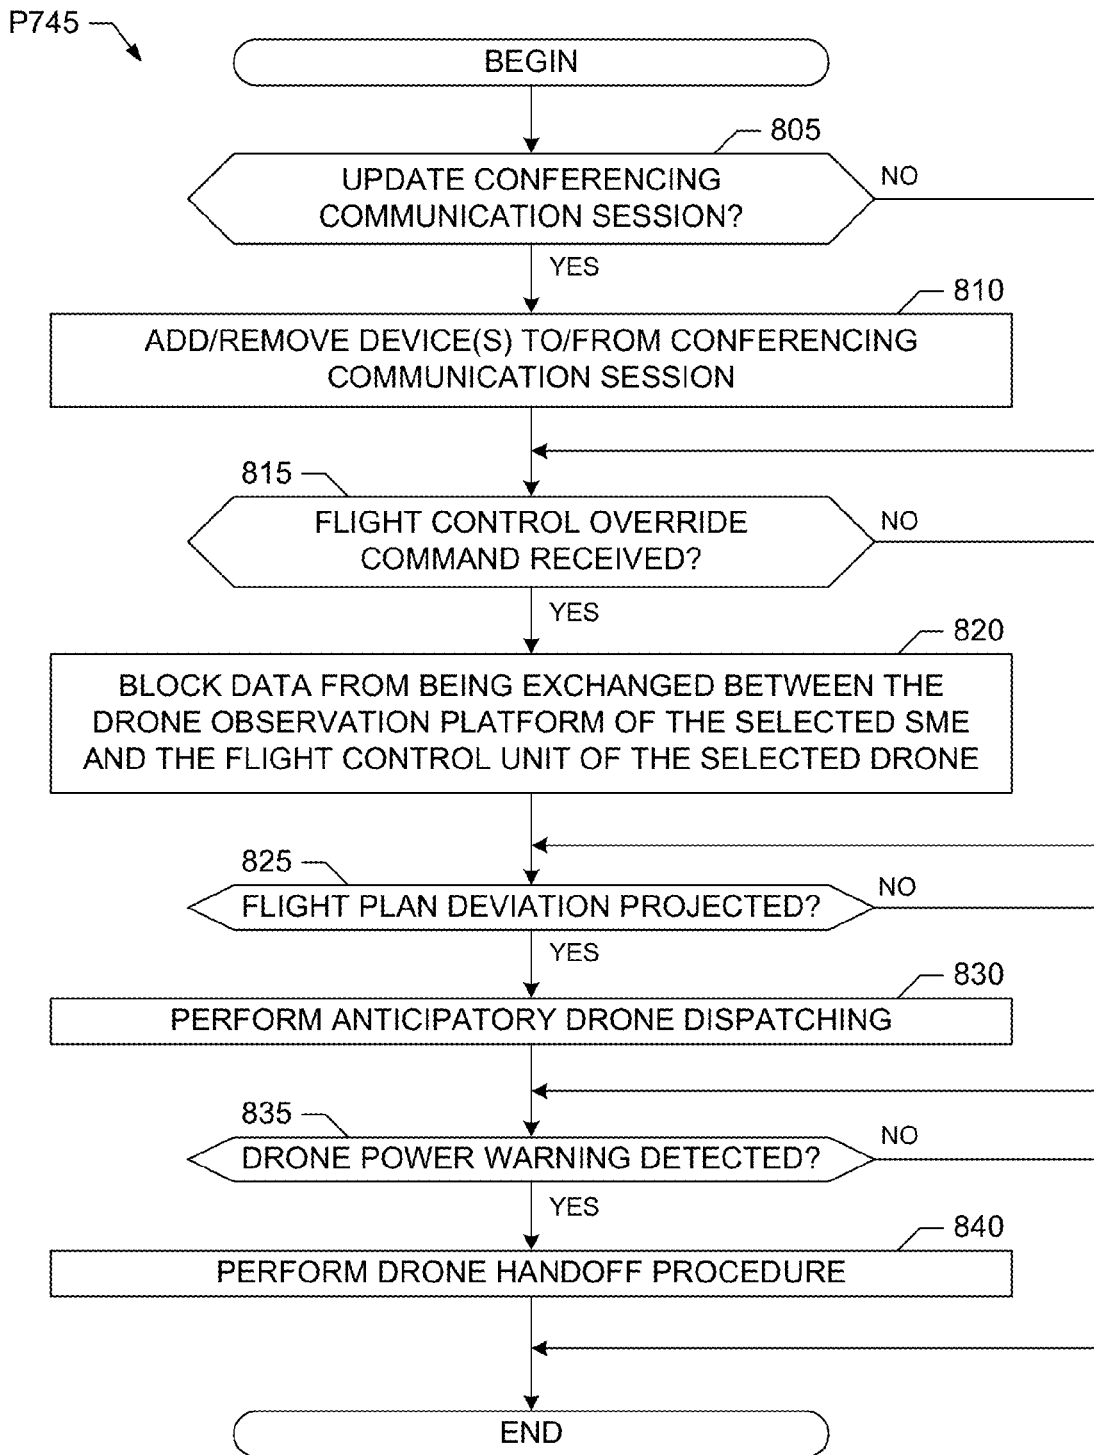 P745
BEGIN
805
UPDATE CONFERENCING
COMMUNICATION SESSION?
NO
YES
810
ADD/REMOVE DEVICE(S) TO/FROM CONFERENCING
COMMUNICATION SESSION
815
FLIGHT CONTROL OVERRIDE
COMMAND RECEIVED?
NO
YES
820
BLOCK DATA FROM BEING EXCHANGED BETWEEN THE
DRONE OBSERVATION PLATFORM OF THE SELECTED SME
AND THE FLIGHT CONTROL UNIT OF THE SELECTED DRONE
825
FLIGHT PLAN DEVIATION PROJECTED?
NO
YES
830
PERFORM ANTICIPATORY DRONE DISPATCHING
835
DRONE POWER WARNING DETECTED?
NO
YES
840
PERFORM DRONE HANDOFF PROCEDURE
END